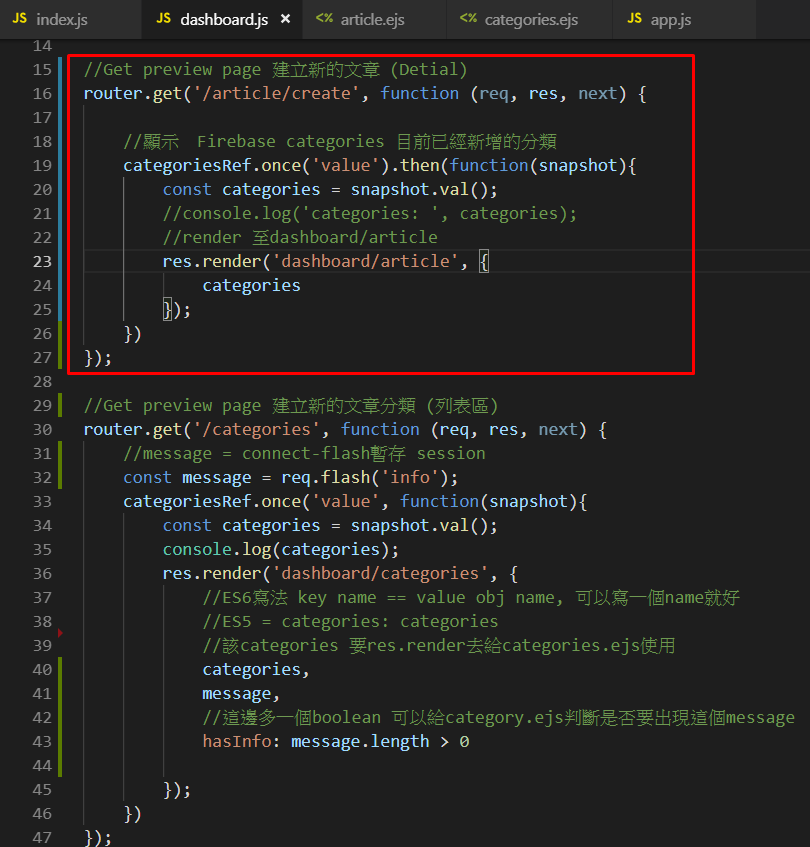 JS index.js JS dashboard.js × <%> article.ejs <%> categories.ejs JS app.js
14
15 //Get preview page 建立新的文章 (Detial)
16 router.get('/article/create', function (req, res, next) {
17
18 //顯示 Firebase categories 目前已經新增的分類
19 categoriesRef.once('value').then(function(snapshot){
20 const categories = snapshot.val();
21 //console.log('categories: ', categories);
22 //render 至dashboard/article
23 res.render('dashboard/article', {
24 categories
25 });
26 })
27 });
28
29 //Get preview page 建立新的文章分類 (列表區)
30 router.get('/categories', function (req, res, next) {
31 //message = connect-flash暫存 session
32 const message = req.flash('info');
33 categoriesRef.once('value', function(snapshot){
34 const categories = snapshot.val();
35 console.log(categories);
36 res.render('dashboard/categories', {
37 //ES6寫法 key name == value obj name, 可以寫一個name就好
38 //ES5 = categories: categories
39 //該categories 要res.render去給categories.ejs使用
40 categories,
41 message,
42 //這邊多一個boolean 可以給category.ejs判斷是否要出現這個message
43 hasInfo: message.length > 0
44
45 });
46 })
47 });